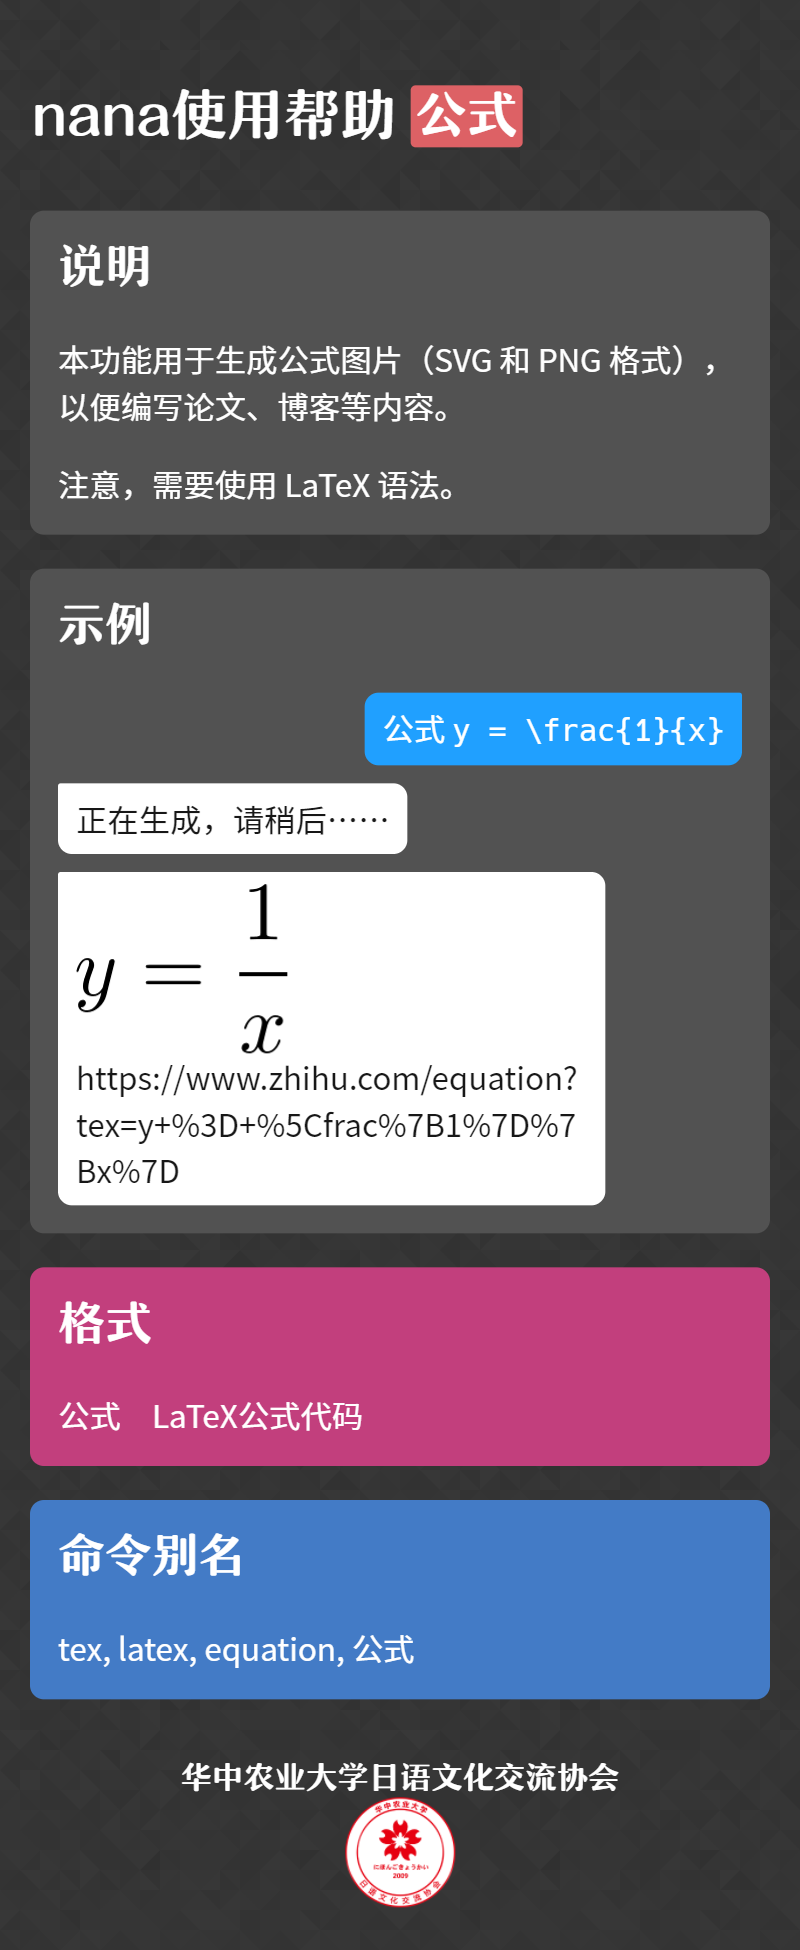 nana使用帮助 公式
说明
本功能用于生成公式图片（SVG 和 PNG 格式），
以便编写论文、博客等内容。
注意，需要使用 LaTeX 语法。
示例
公式 y = \frac{1}{x}
正在生成，请稍后……
y = \frac{1}{x}
https://www.zhihu.com/equation?
tex=y+%3D+%5Cfrac%7B1%7D%7
Bx%7D
格式
公式　LaTeX公式代码
命令别名
tex, latex, equation, 公式
华中农业大学日语文化交流协会
华中农业大学
にほんごきょうかい
2009
日语文化交流协会